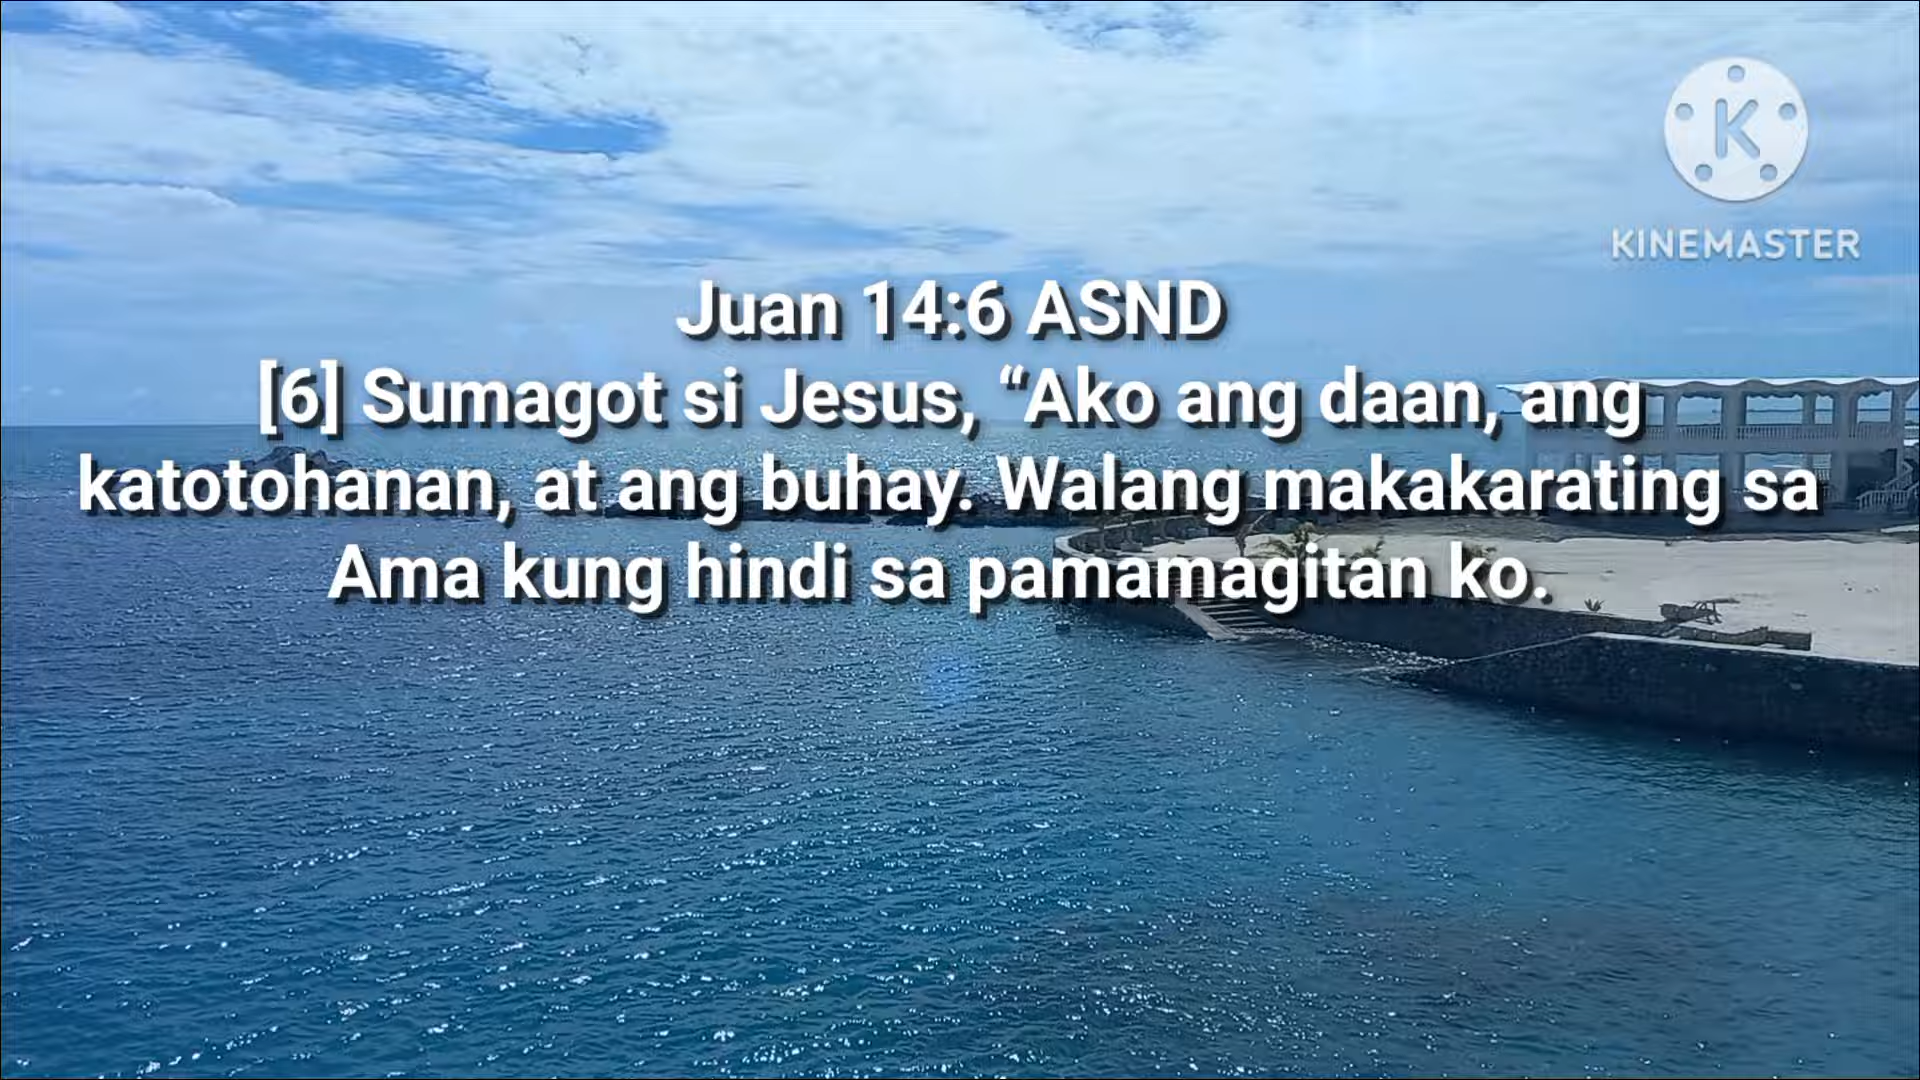 KINEMASTER
Juan 14:6 ASND
[6] Sumagot si Jesus, “Ako ang daan, ang
katotohanan, at ang buhay. Walang makakarating sa
Ama kung hindi sa pamamagitan ko.